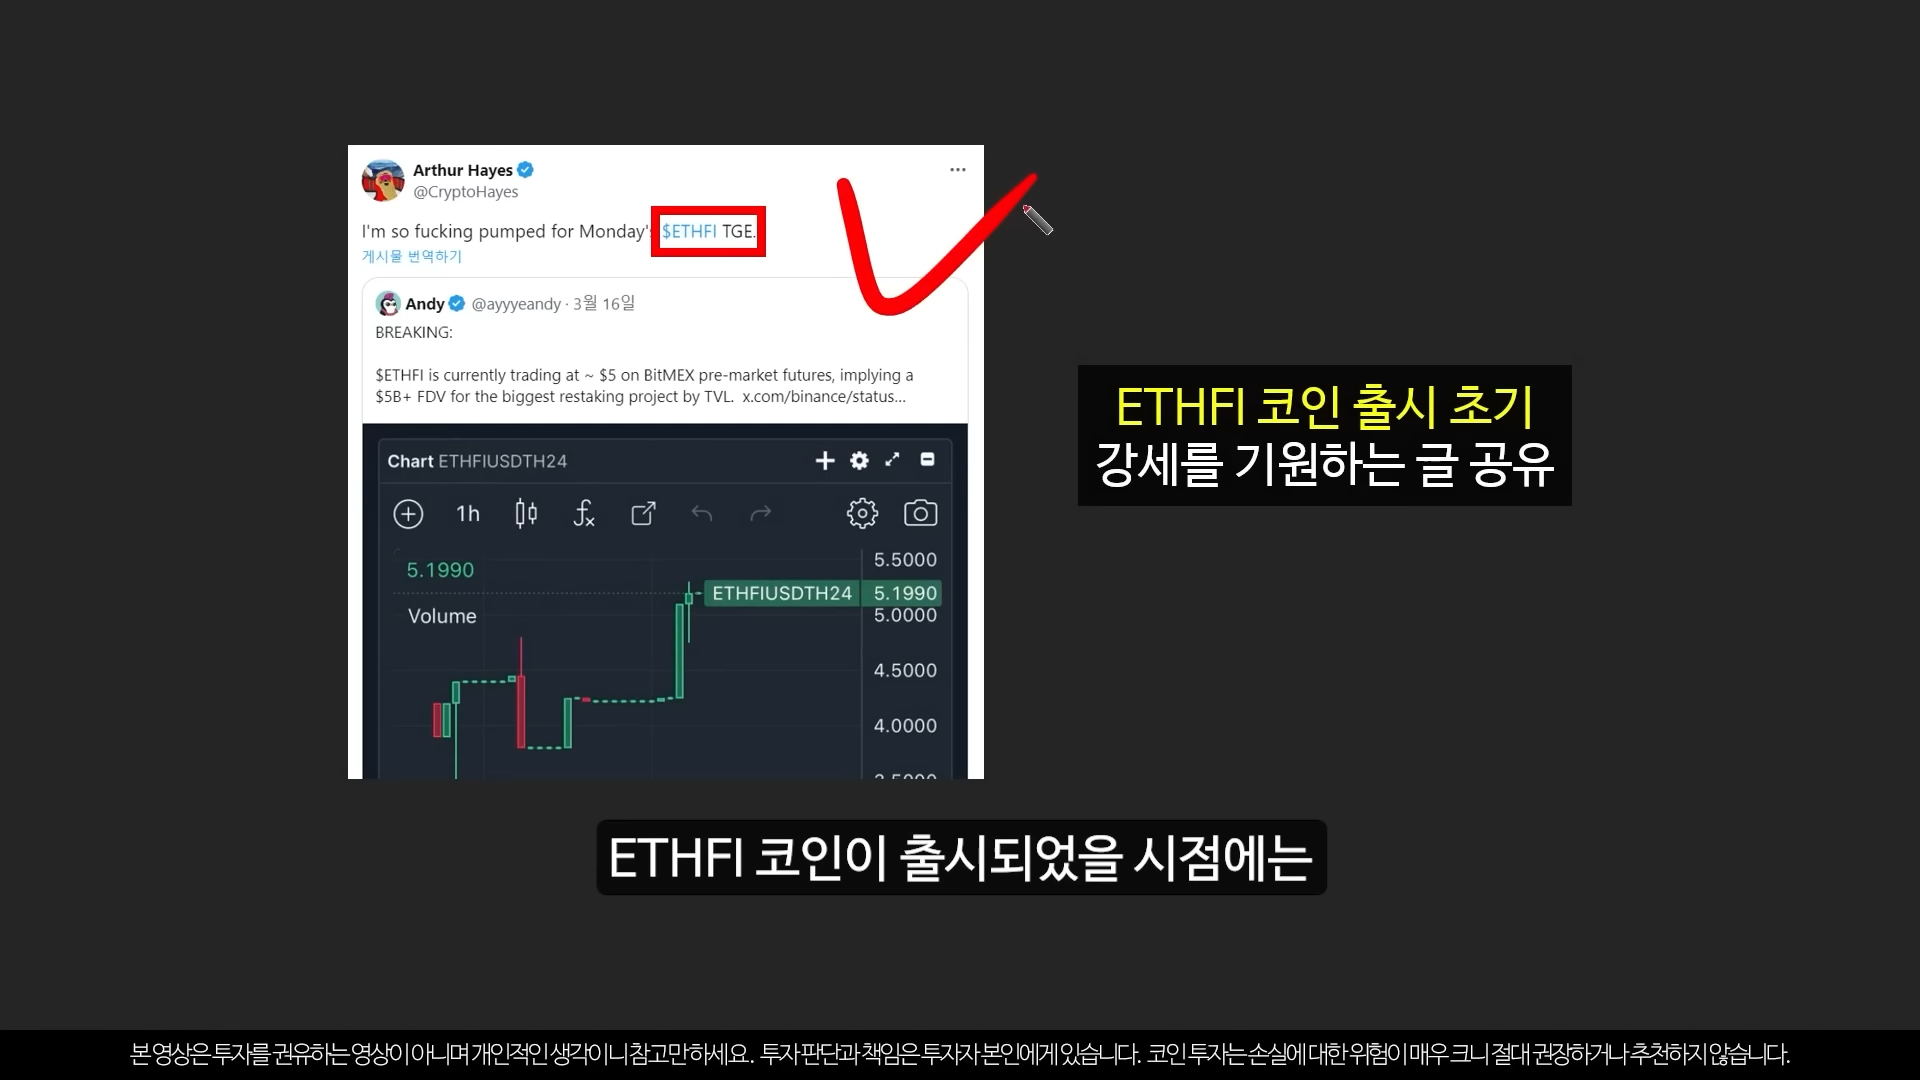 Arthur Hayes
@CryptoHayes
I'm so fucking pumped for Monday's $ETHFI TGE.
게시물 번역하기
Andy @ayyyeandy · 3월 16일
BREAKING:
$ETHFI is currently trading at ~ $5 on BitMEX pre-market futures, implying a
$5B+ FDV for the biggest restaking project by TVL. x.com/binance/status...
ETHFI 코인 출시 초기
강세를 기원하는 글 공유
Chart ETHFIUSDTH24
1h
5.5000
5.1990
ETHFIUSDTH24 5.1990
5.0000
Volume
4.5000
4.0000
ETHFI 코인이 출시되었을 시점에는
본 영상은 투자를 권유하는 영상이 아니며 개인적인 생각이니 참고만 하세요. 투자 판단과 책임은 투자자 본인에게 있습니다. 코인 투자는 손실에 대한 위험이 매우 크니 절대 권장하거나 추천하지 않습니다.